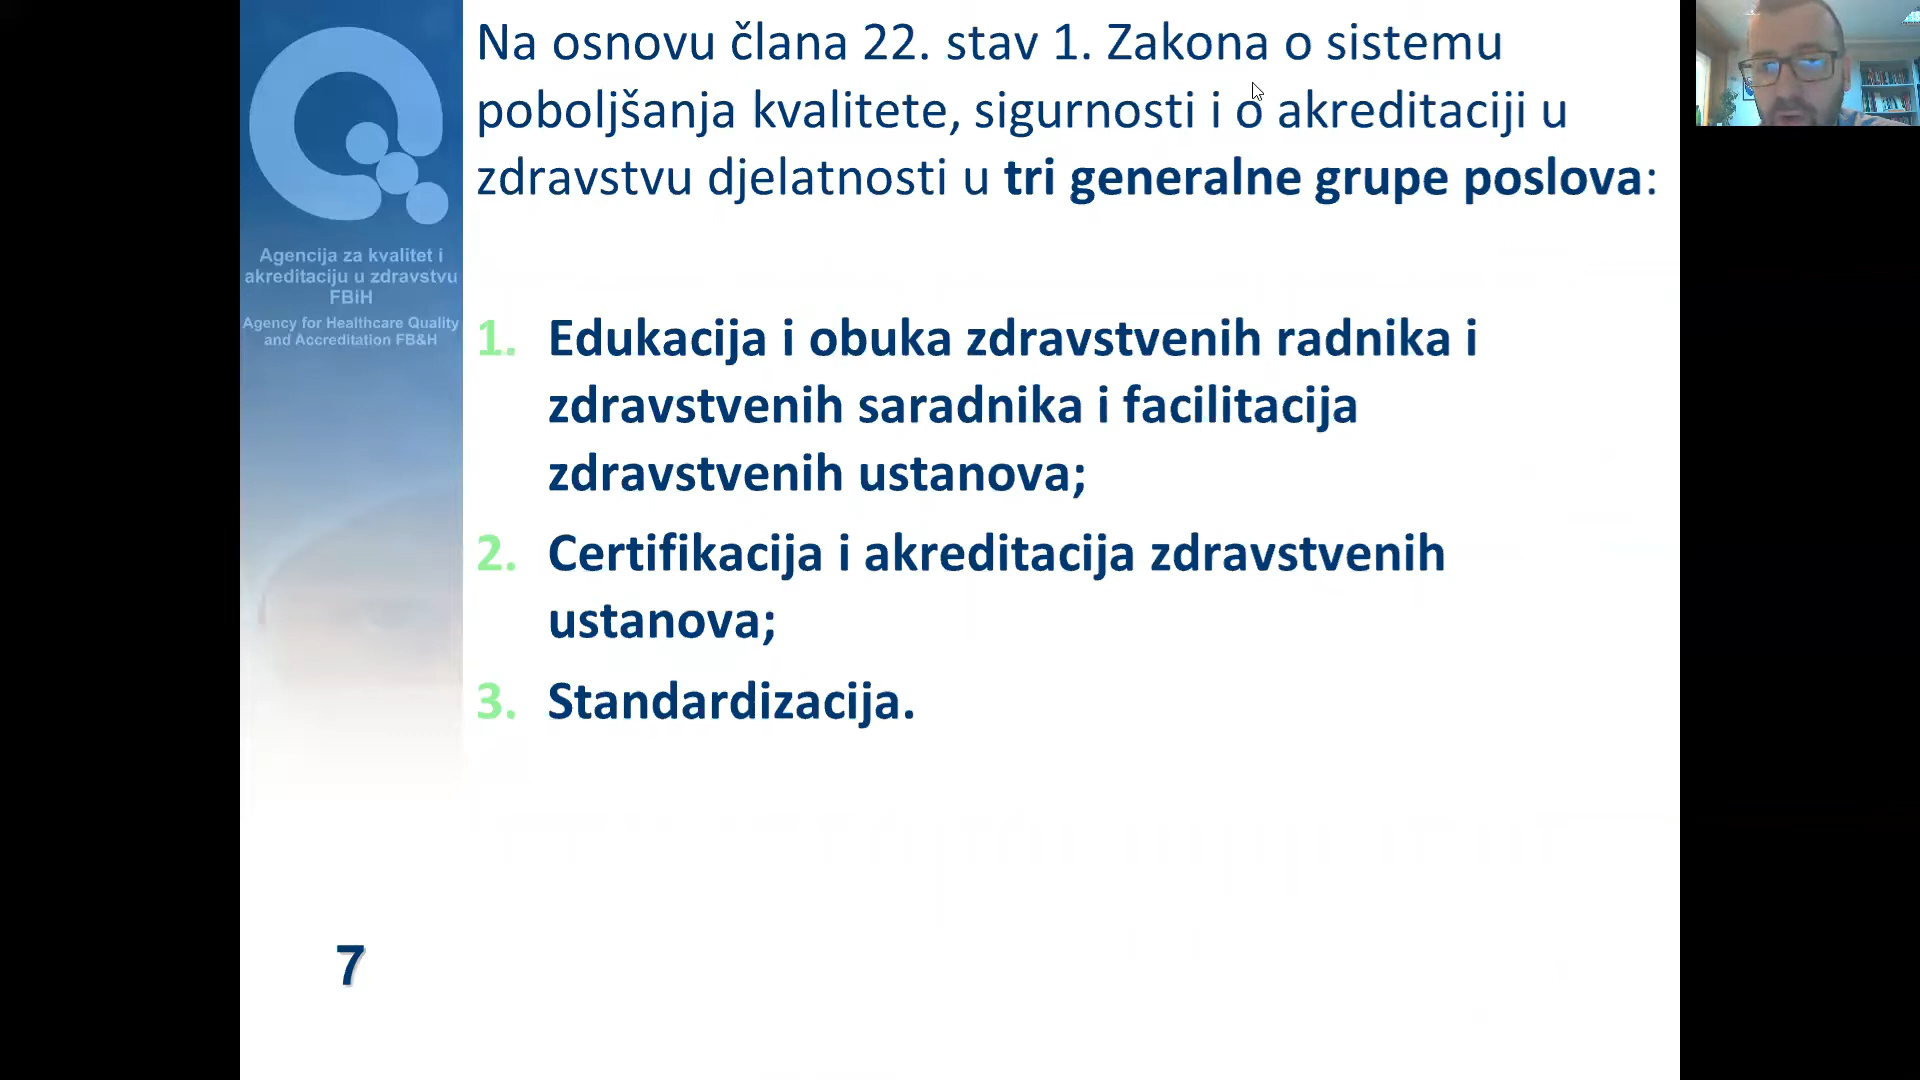 Na osnovu člana 22. stav 1. Zakona o sistemu
poboljšanja kvalitete, sigurnosti i o akreditaciji u
zdravstvu djelatnosti u tri generalne grupe poslova:
Agencija za kvalitet i
akreditaciju u zdravstvu
FBiH
Agency for Healthcare Quality
and Accreditation FB&H
1. Edukacija i obuka zdravstvenih radnika i
zdravstvenih saradnika i facilitacija
zdravstvenih ustanova;
2. Certifikacija i akreditacija zdravstvenih
ustanova;
3. Standardizacija.
7